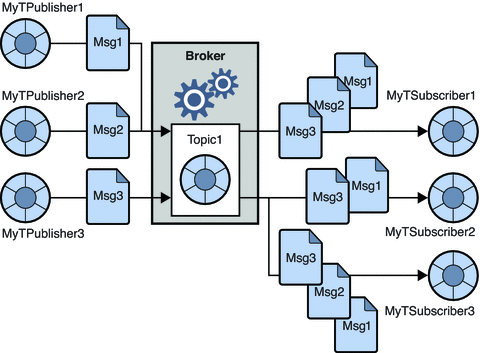 MyTPublisher1
Msg1
Broker
Msg1
MyTPublisher2
MyTSubscriber1
Msg2
Topic1
Msg2
Msg3
Msg3
Msg3
Msg1
MyTPublisher3
MyTSubscriber2
Msg3
Msg2
MyTSubscriber3
Msg1